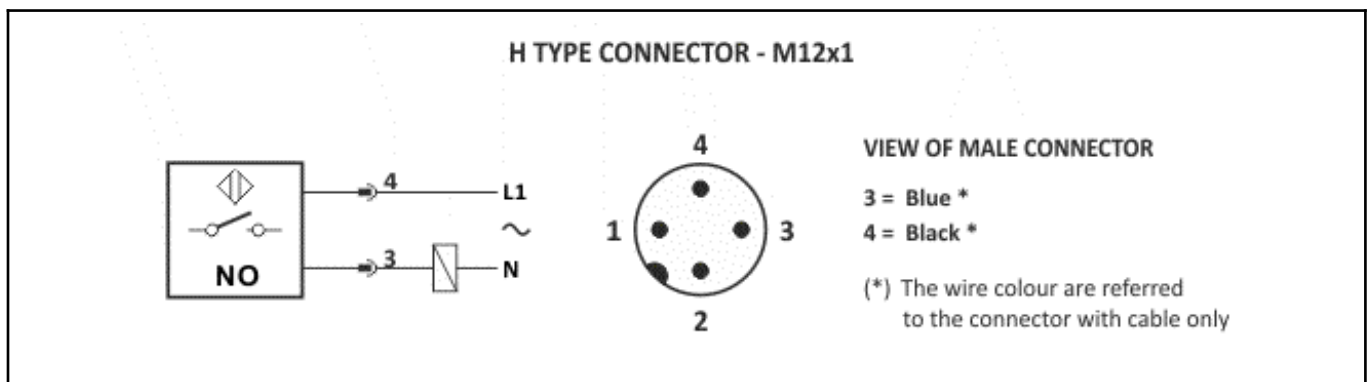 H TYPE CONNECTOR - M12x1
4
L1
NO
3
N
4
1
3
2
VIEW OF MALE CONNECTOR
3 = Blue *
4 = Black *
(*) The wire colour are referred
to the connector with cable only